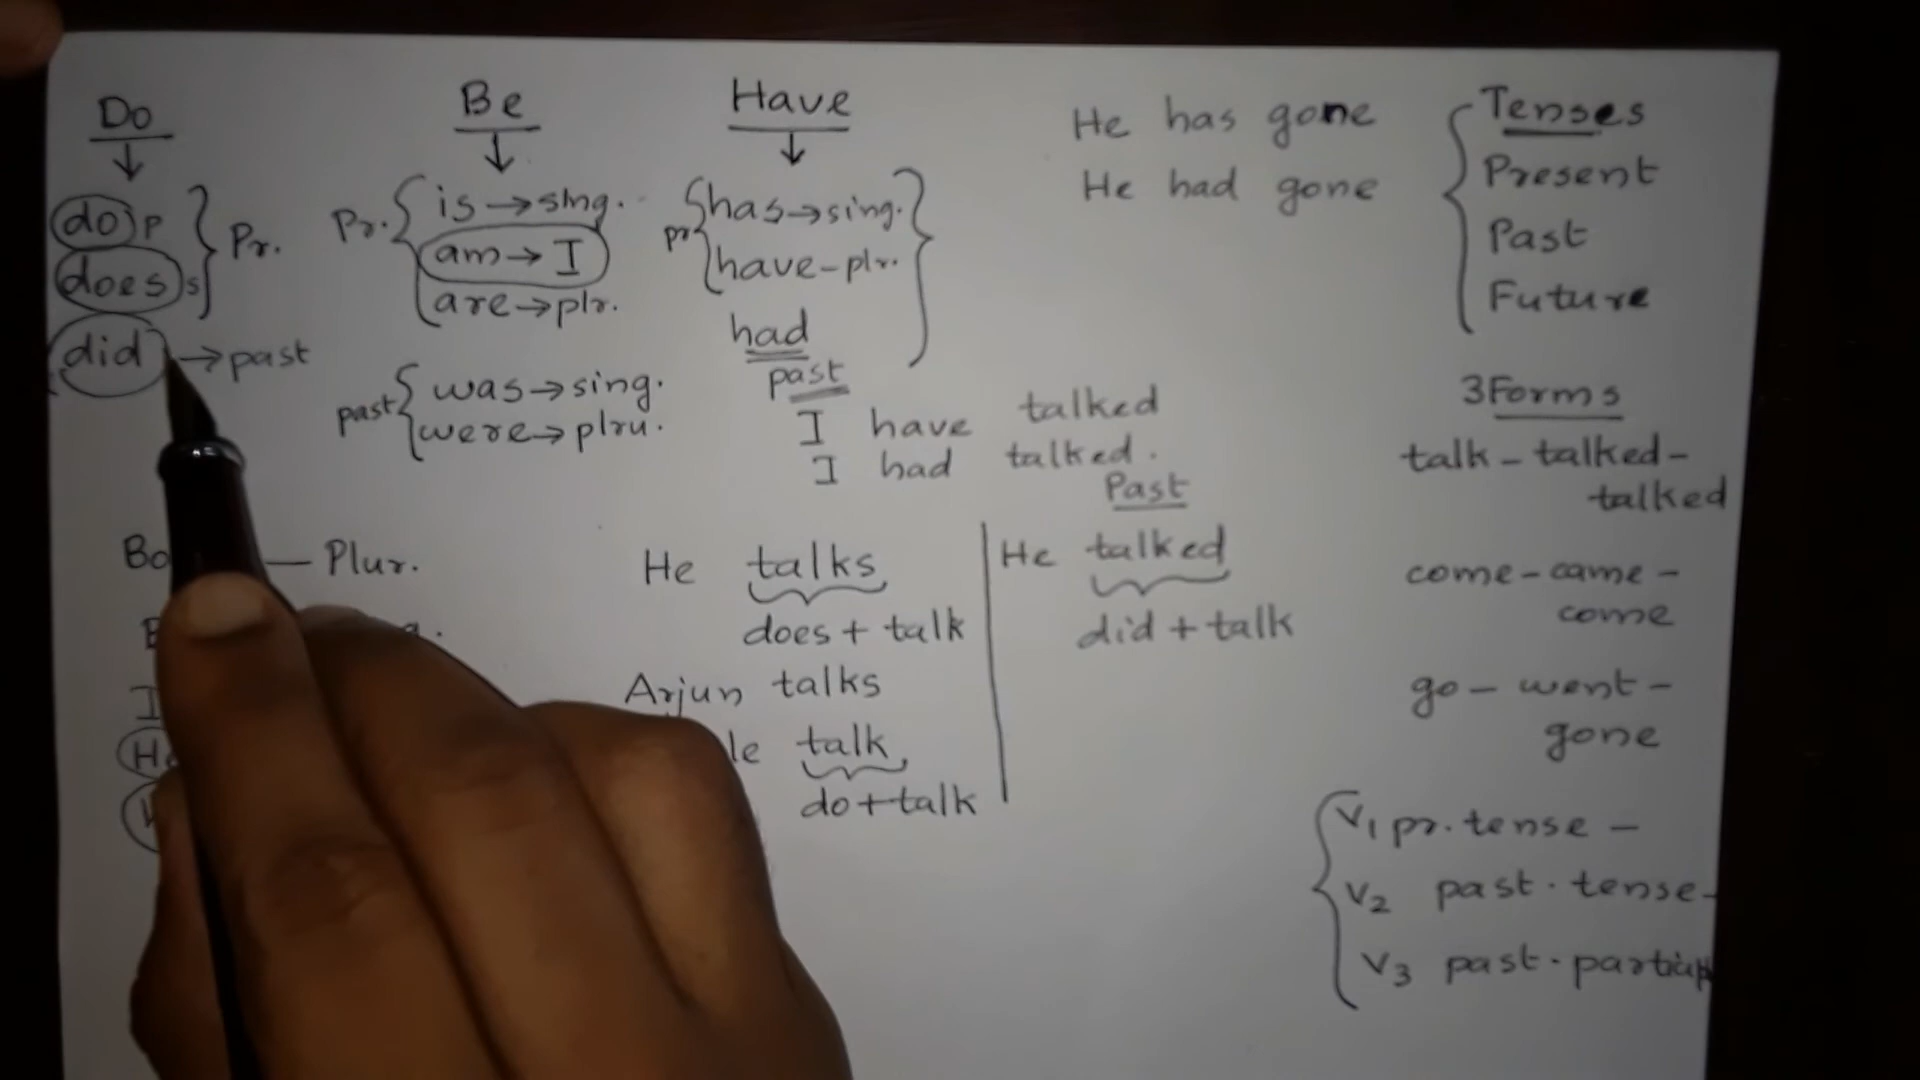 Do
do p
does s
Pr.
did → past
Be
Pr. is → sing.
am → I
are → plr.
past was → sing.
were → plru.
Have
pr has → sing.
have - plr.
had
past
I have talked
I had talked.
He has gone
He had gone
Tenses
Present
Past
Future
3 Forms
talk - talked -
talked
come - came -
come
go - went -
gone
V1 pr. tense -
V2 past. tense -
V3 past.
— Plur.
He talks
does + talk
Arjun talks
talk
do + talk
Past
He talked
did + talk